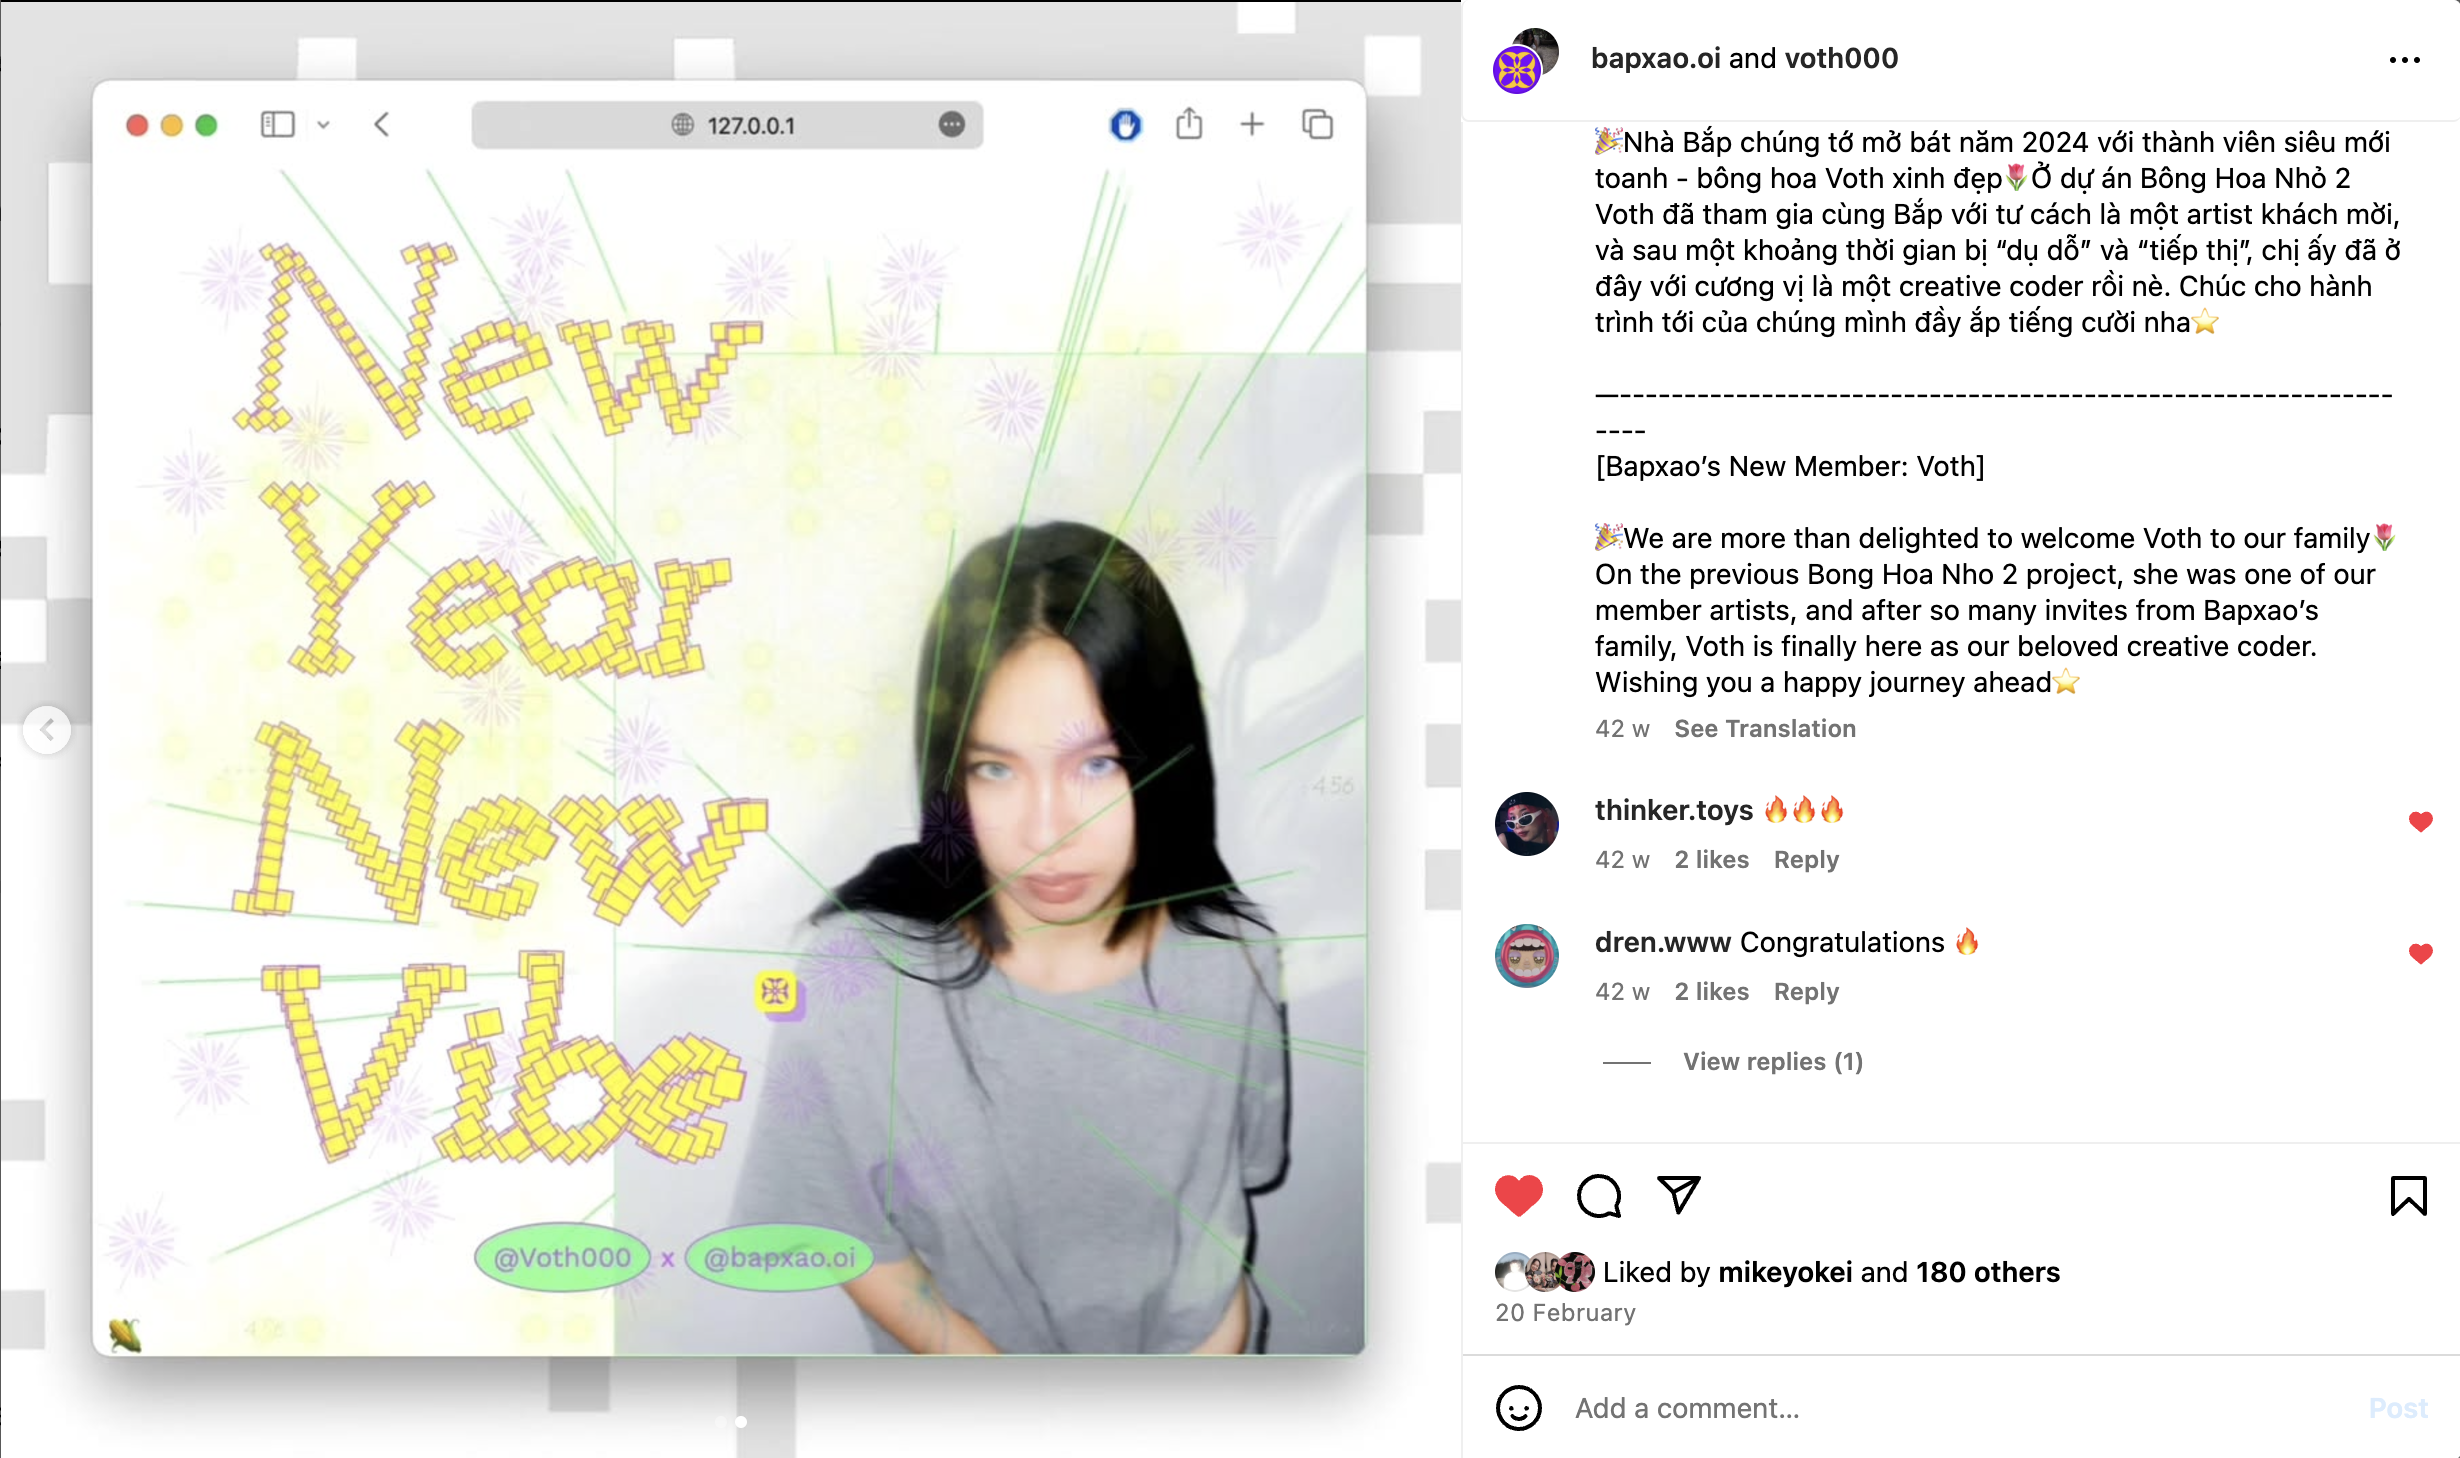 127.0.0.1
New
Year
New
Vibe
456
456
@Voth000 x @bapxao.oi
bapxao.oi and voth000
🎉Nhà Bắp chúng tớ mở bát năm 2024 với thành viên siêu mới
toanh - bông hoa Voth xinh đẹp🌷Ở dự án Bông Hoa Nhỏ 2
Voth đã tham gia cùng Bắp với tư cách là một artist khách mời,
và sau một khoảng thời gian bị “dụ dỗ” và “tiếp thị”, chị ấy đã ở
đây với cương vị là một creative coder rồi nè. Chúc cho hành
trình tới của chúng mình đầy ắp tiếng cười nha⭐
—------------------------------------------------------------
----
[Bapxao’s New Member: Voth]
🎉We are more than delighted to welcome Voth to our family🌷
On the previous Bong Hoa Nho 2 project, she was one of our
member artists, and after so many invites from Bapxao’s
family, Voth is finally here as our beloved creative coder.
Wishing you a happy journey ahead⭐
42 w See Translation
thinker.toys 🔥🔥🔥
42 w 2 likes Reply
dren.www Congratulations 🔥
42 w 2 likes Reply
View replies (1)
Liked by mikeyokei and 180 others
20 February
Add a comment...
Post